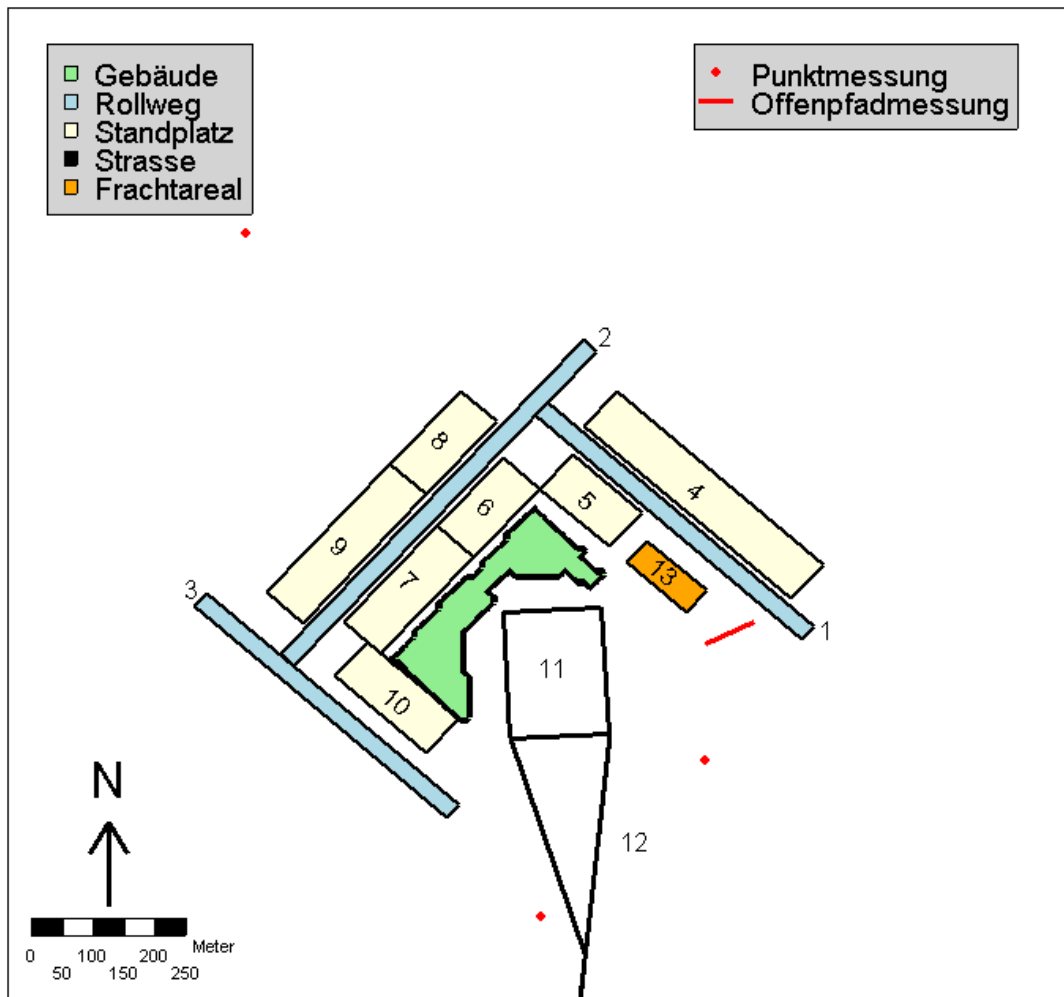 Gebäude
Rollweg
Standplatz
Strasse
Frachtareal
Punktmessung
Offenpfadmessung
2
8
4
6
5
9
7
13
3
1
11
10
N
12
Meter
0 100 200
50 150 250